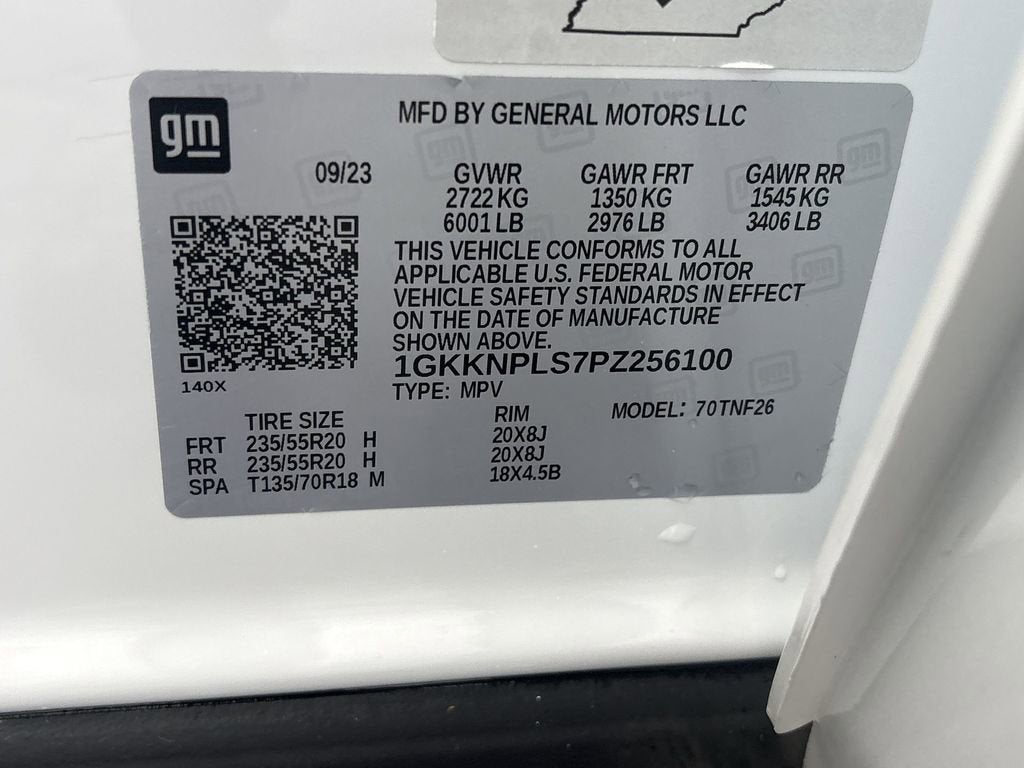 gm
MFD BY GENERAL MOTORS LLC
09/23 GVWR GAWR FRT GAWR RR
2722 KG 1350 KG 1545 KG
6001 LB 2976 LB 3406 LB
THIS VEHICLE CONFORMS TO ALL
APPLICABLE U.S. FEDERAL MOTOR
VEHICLE SAFETY STANDARDS IN EFFECT
ON THE DATE OF MANUFACTURE
SHOWN ABOVE.
1GKKNPLS7PZ256100
140X
TYPE: MPV
TIRE SIZE RIM MODEL: 70TNF26
FRT 235/55R20 H 20X8J
RR 235/55R20 H 20X8J
SPA T135/70R18 M 18X4.5B